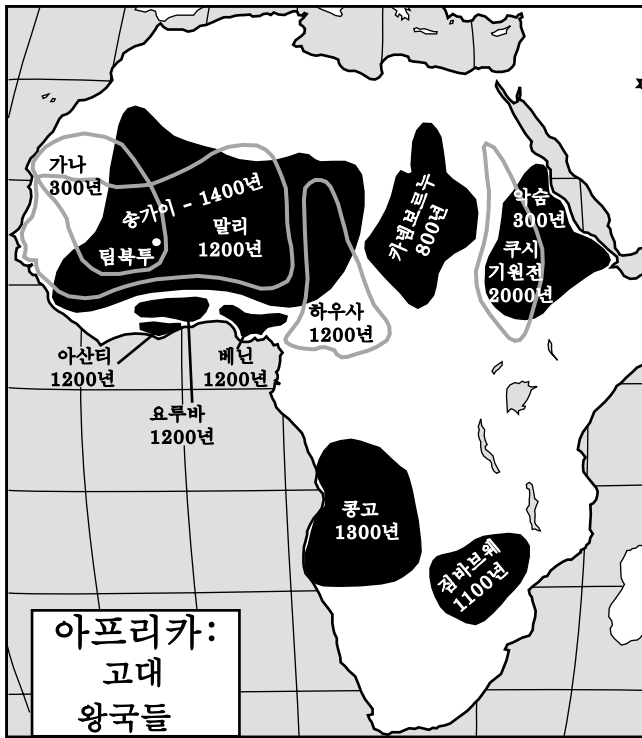 가나
300년
송가이 - 1400년
말리
1200년
팀북투
카넴보르누
800년
악숨
300년
쿠시
기원전
2000년
하우사
1200년
아산티
1200년
베닌
1200년
요루바
1200년
콩고
1300년
짐바브웨
1100년
아프리카:
고대
왕국들